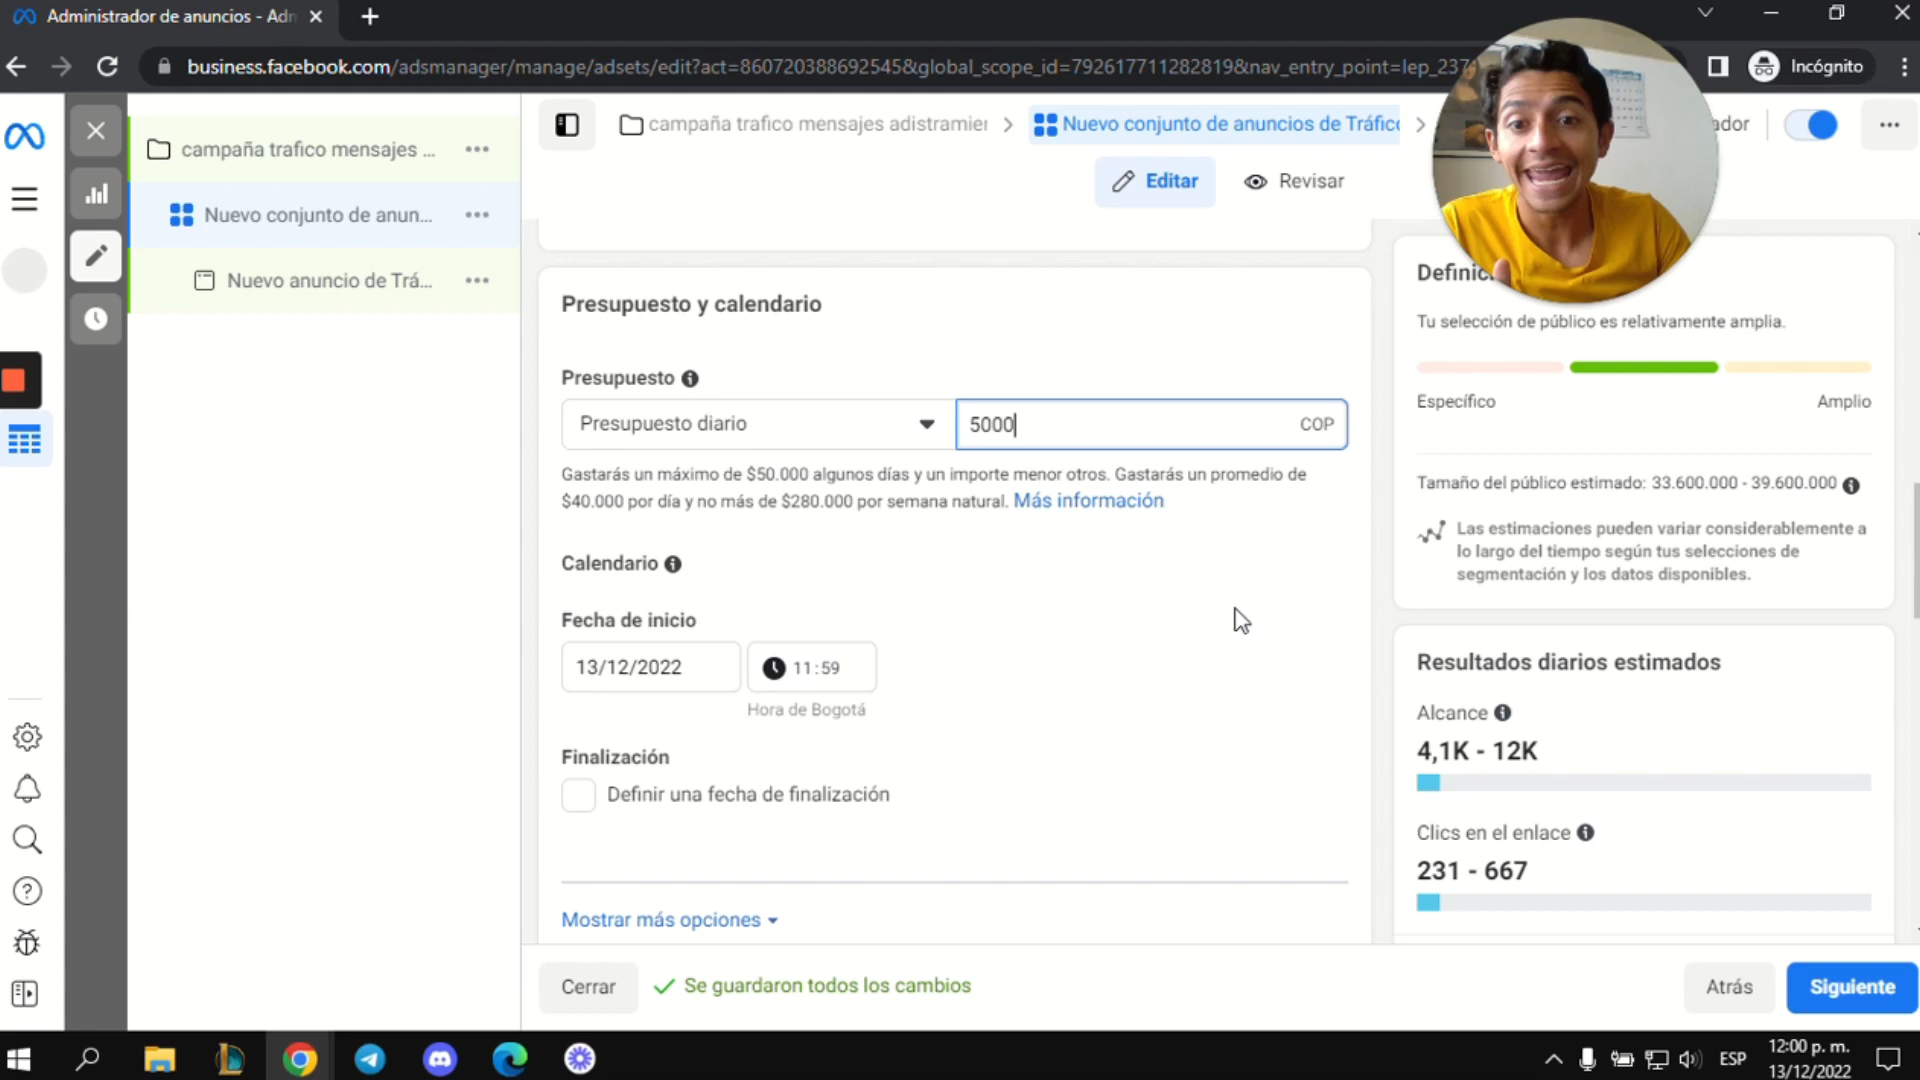 Administrador de anuncios - Adn
business.facebook.com/adsmanager/manage/adsets/edit?act=860720388692545&global_scope_id=792617711282819&nav_entry_point=lep_237
Incógnito
campaña trafico mensajes ...
Nuevo conjunto de anun...
Nuevo anuncio de Trá...
campaña trafico mensajes adistramier
Nuevo conjunto de anuncios de Tráfico
ador
Editar
Revisar
Presupuesto y calendario
Presupuesto
Presupuesto diario
5000
COP
Gastarás un máximo de $50.000 algunos días y un importe menor otros. Gastarás un promedio de
$40.000 por día y no más de $280.000 por semana natural. Más información
Calendario
Fecha de inicio
13/12/2022
11:59
Hora de Bogotá
Finalización
Definir una fecha de finalización
Mostrar más opciones
Cerrar
Se guardaron todos los cambios
Definic
Tu selección de público es relativamente amplia.
Específico
Amplio
Tamaño del público estimado: 33.600.000 - 39.600.000
Las estimaciones pueden variar considerablemente a
lo largo del tiempo según tus selecciones de
segmentación y los datos disponibles.
Resultados diarios estimados
Alcance
4,1K - 12K
Clics en el enlace
231 - 667
Atrás
Siguiente
ESP
12:00 p. m.
13/12/2022